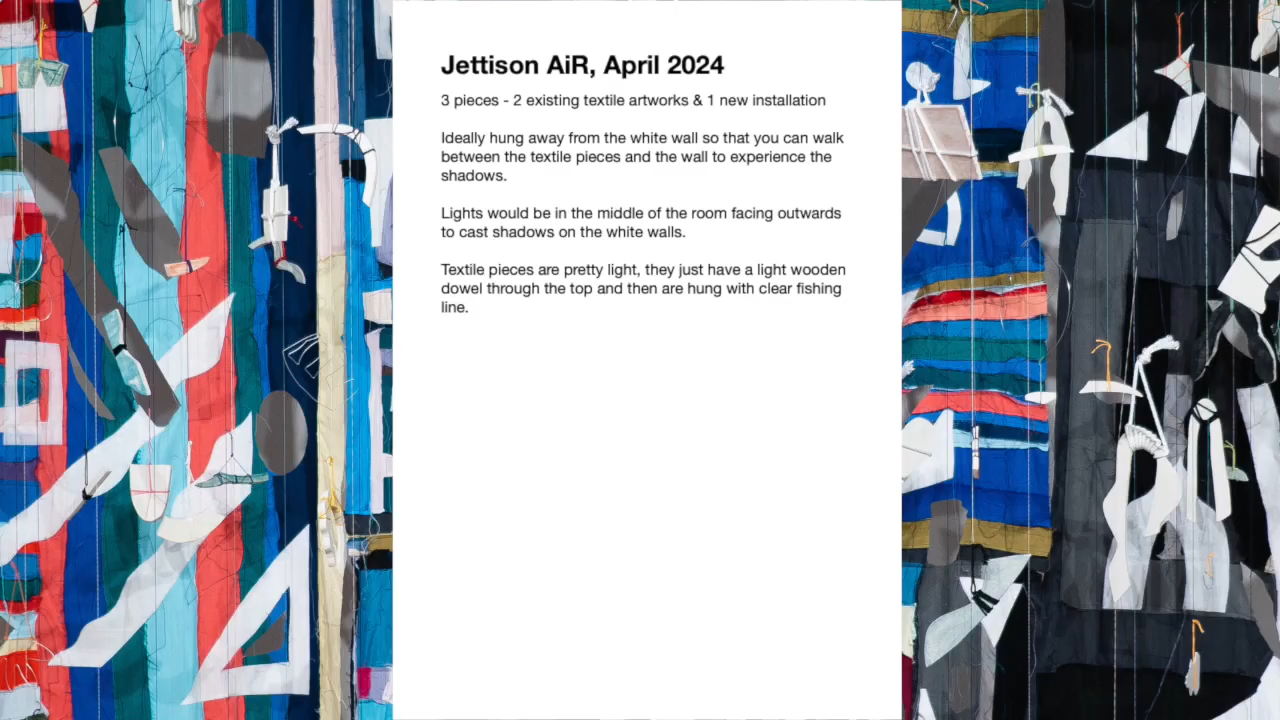 Jettison AiR, April 2024
3 pieces - 2 existing textile artworks & 1 new installation
Ideally hung away from the white wall so that you can walk
between the textile pieces and the wall to experience the
shadows.
Lights would be in the middle of the room facing outwards
to cast shadows on the white walls.
Textile pieces are pretty light, they just have a light wooden
dowel through the top and then are hung with clear fishing
line.